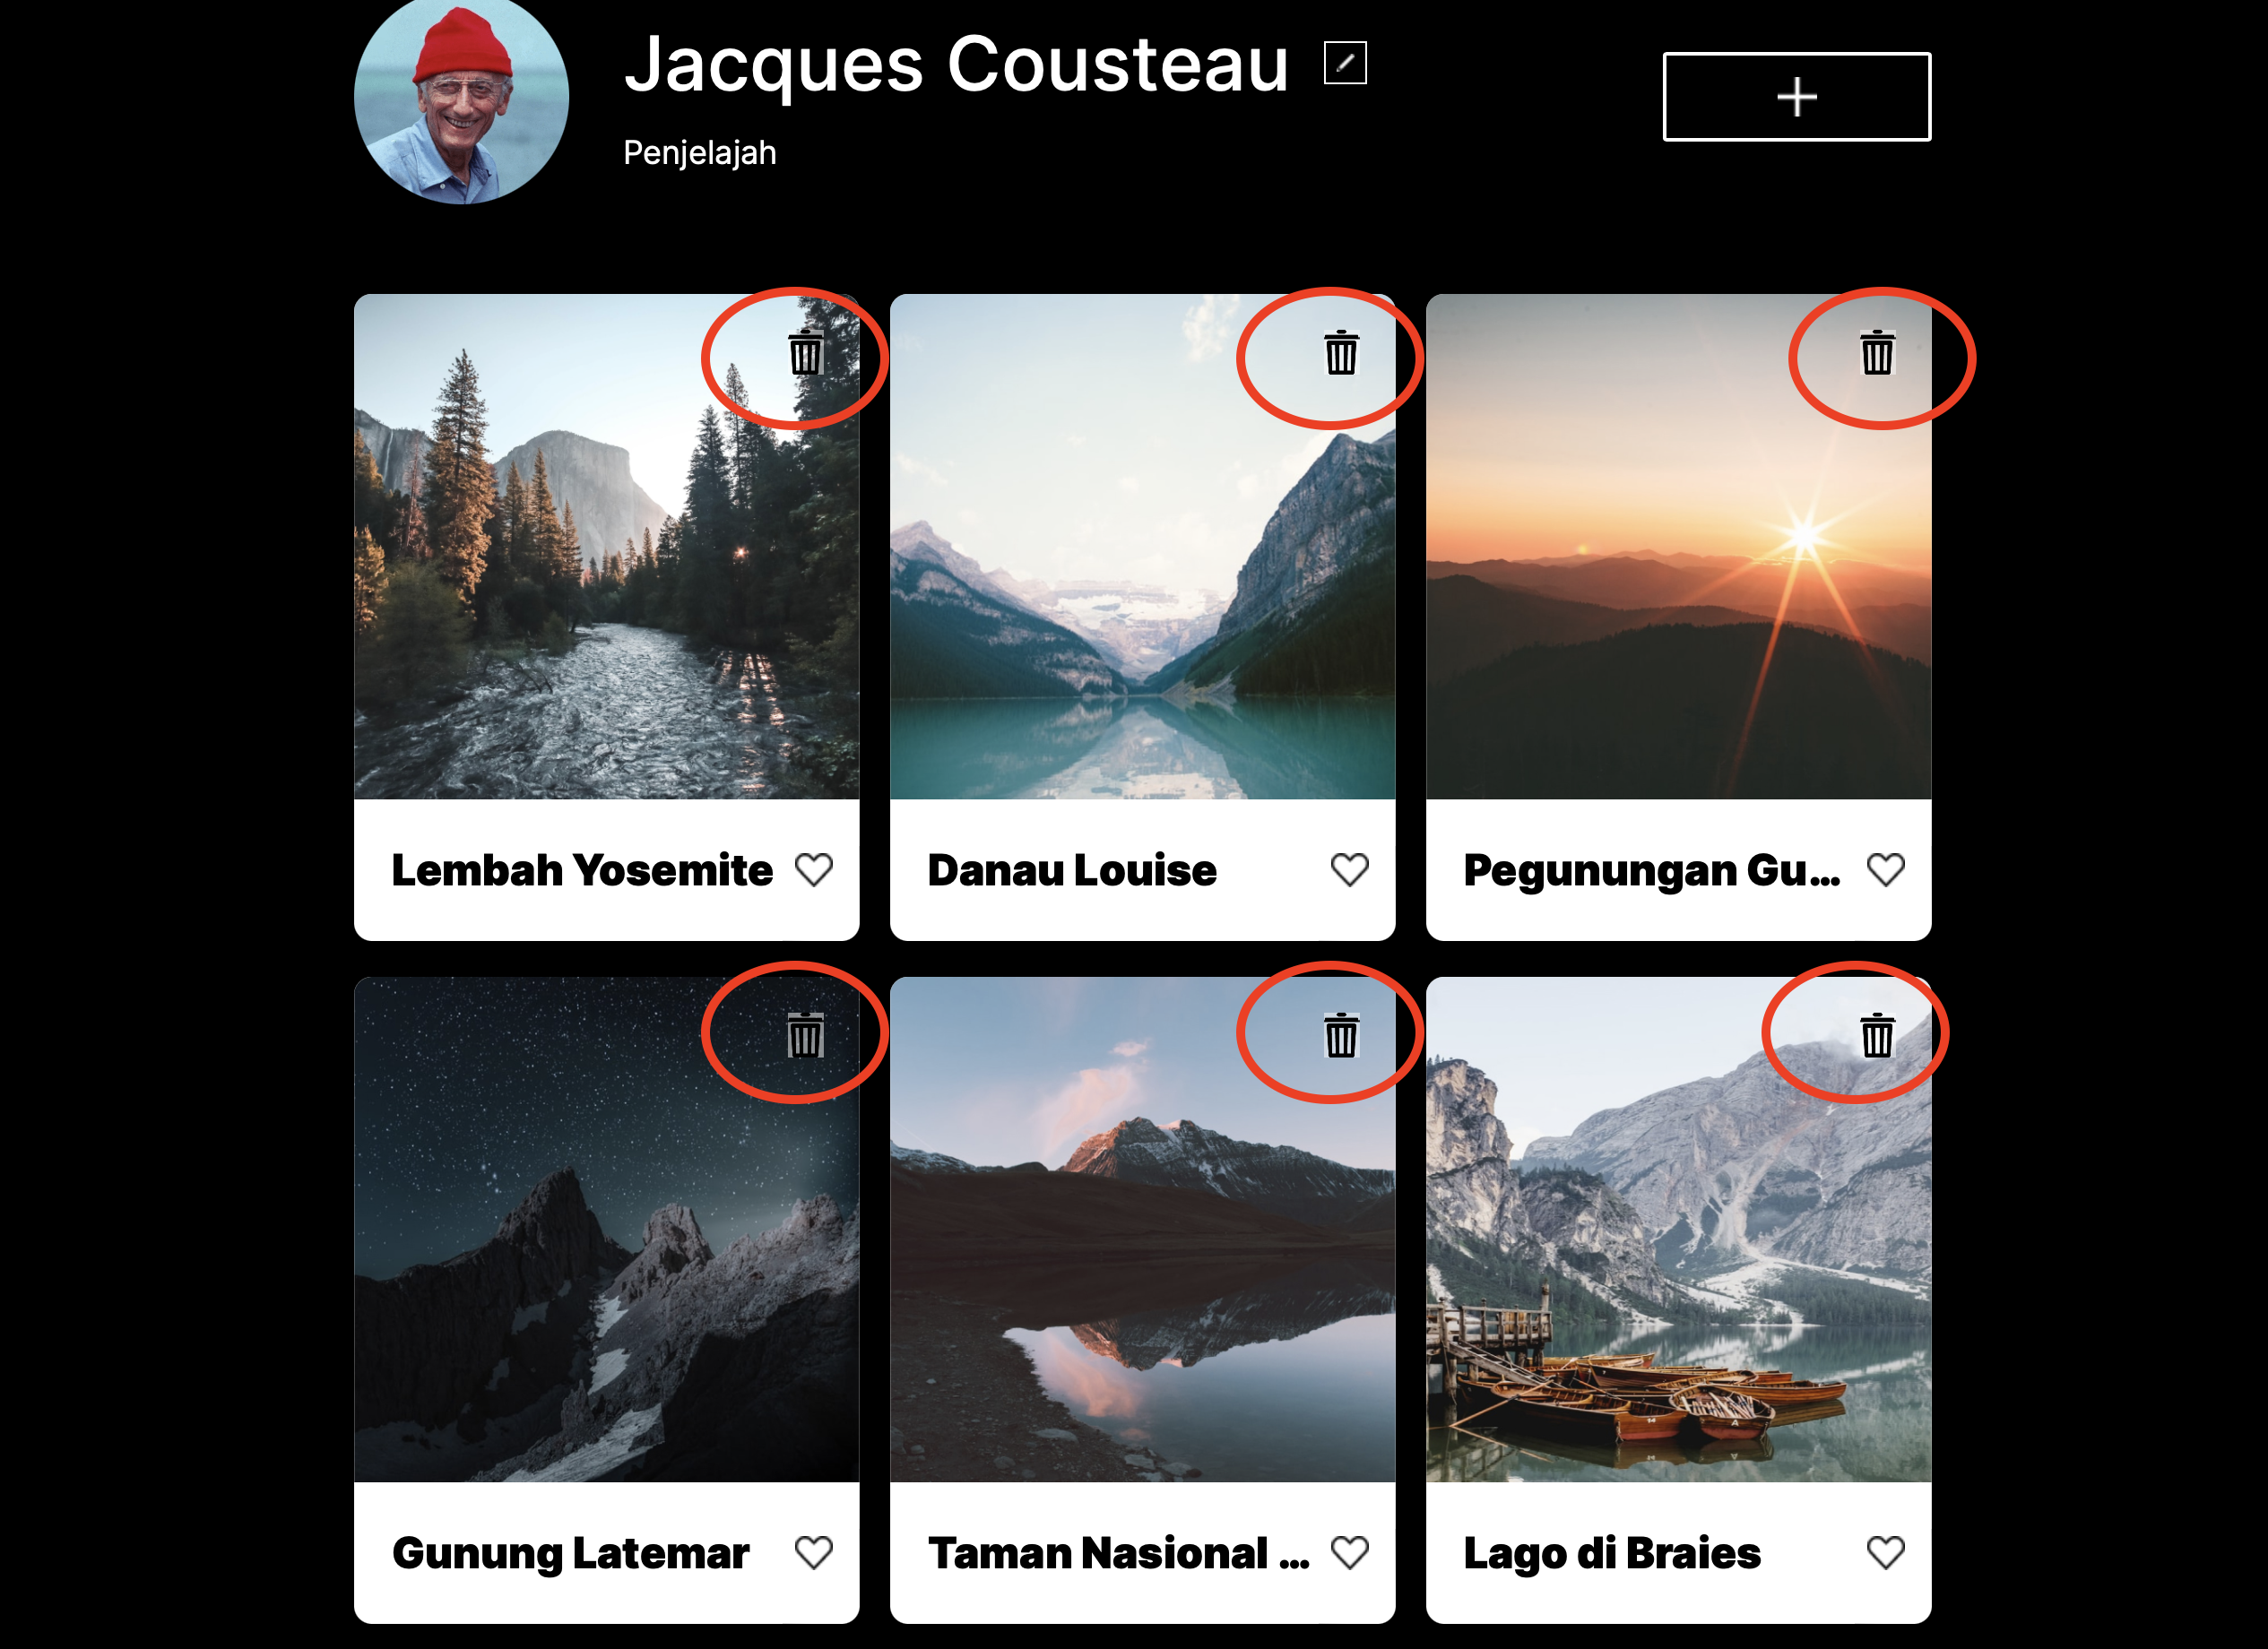 Jacques Cousteau
Penjelajah
Lembah Yosemite
Danau Louise
Pegunungan Gu...
Gunung Latemar
Taman Nasional ...
Lago di Braies